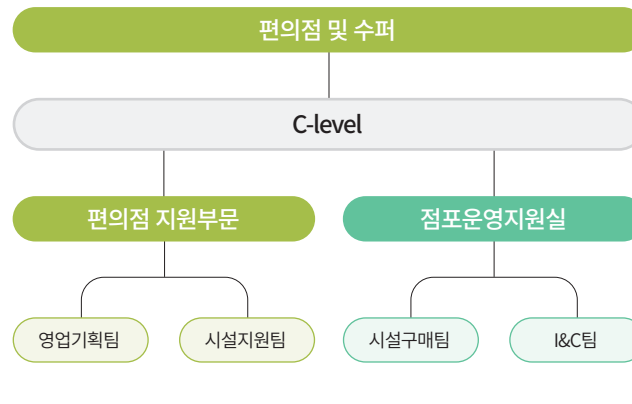 편의점 및 수퍼
C-level
편의점 지원부문
점포운영지원실
영업기획팀
시설지원팀
시설구매팀
I&C팀